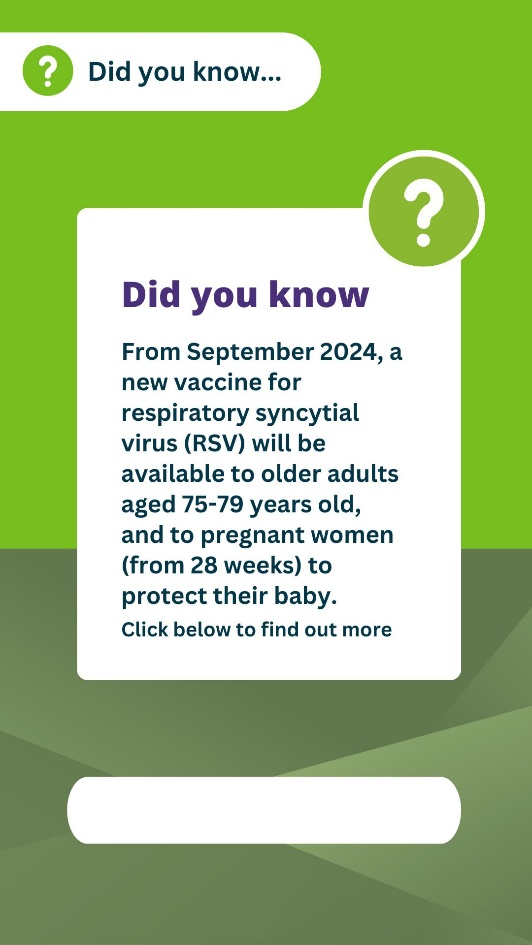 ?
Did you know...
?
Did you know
From September 2024, a
new vaccine for
respiratory syncytial
virus (RSV) will be
available to older adults
aged 75-79 years old,
and to pregnant women
(from 28 weeks) to
protect their baby.
Click below to find out more